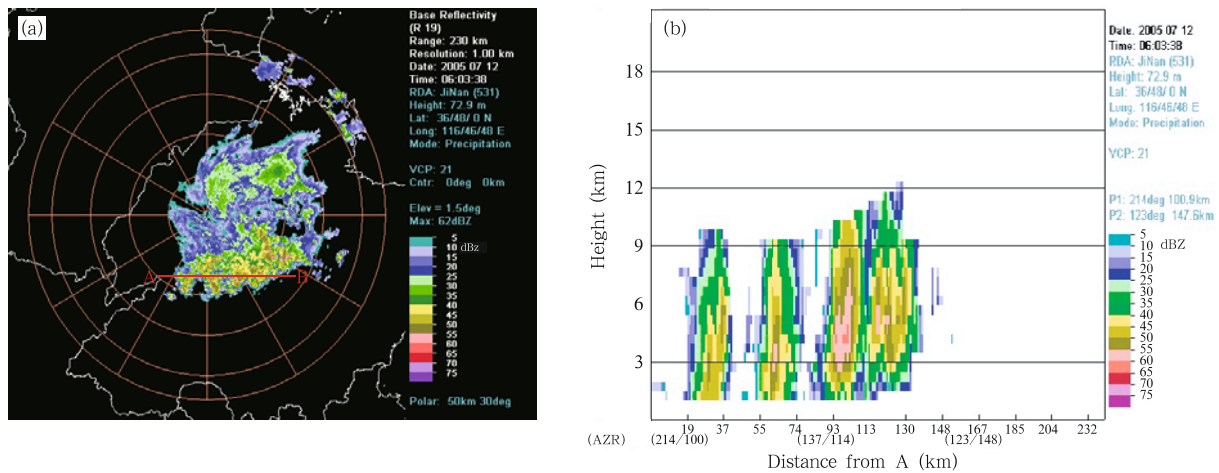 (a)
Base Reflectivity
(R 19)
Range: 230 km
Resolution: 1.00 km
Date: 2005 07 12
Time: 06:03:38
RDA: JiNan (531)
Height: 72.9 m
Lat: 36/48/ 0 N
Long: 116/46/48 E
Mode: Precipitation
VCP: 21
Cntr: 0deg 0km
Elev = 1.5deg
Max: 62dBZ
5
10 dBZ
15
20
25
30
35
40
45
50
55
60
65
70
75
Polar: 50km 30deg
A
B
(b)
Height (km)
18
15
12
9
6
3
(AZR)
19 37 55 74 93 113 130 148 167 185 204 232
(214/100) (137/114) (123/148)
Distance from A (km)
Date: 2005 07 12
Time: 06:03:38
RDA: JiNan (531)
Height: 72.9 m
Lat: 36/48/ 0 N
Long: 116/46/48 E
Mode: Precipitation
VCP: 21
P1: 214deg 100.9km
P2: 123deg 147.6km
5
10 dBZ
15
20
25
30
35
40
45
50
55
60
65
70
75